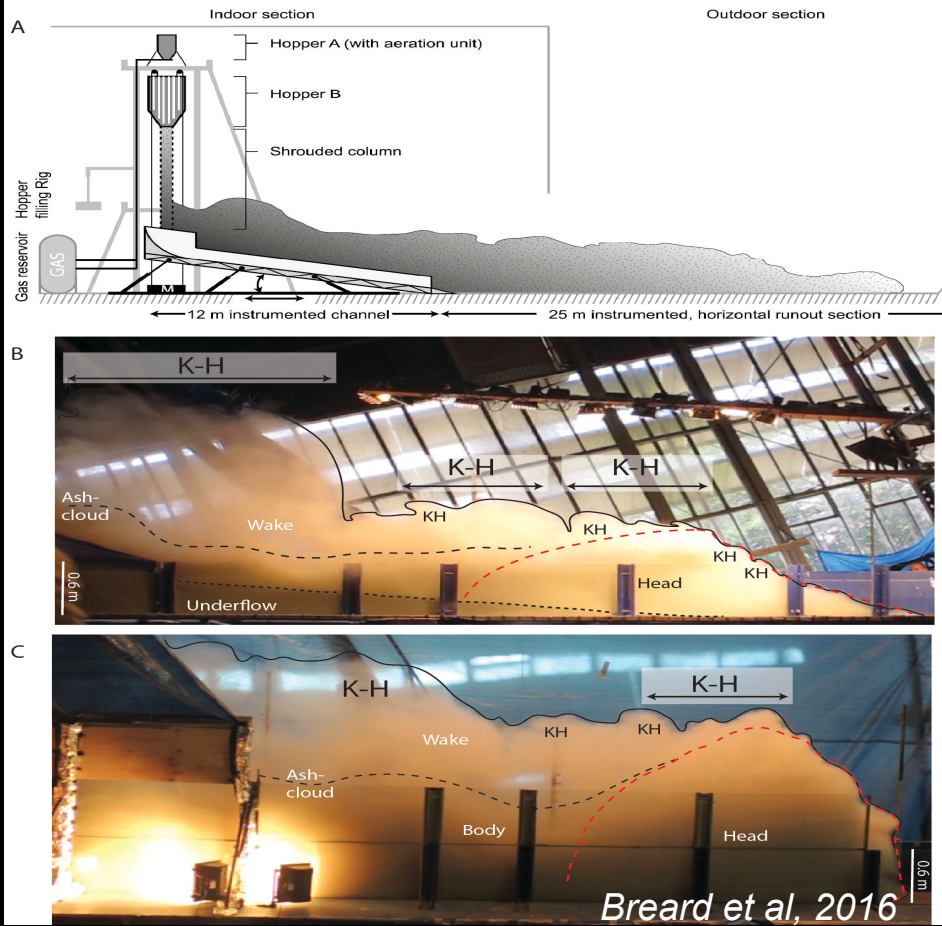 Indoor section
Outdoor section
A
Hopper A (with aeration unit)
Hopper B
Shrouded column
Hopper
filling Rig
Gas reservoir
GAS
M
12 m instrumented channel
25 m instrumented, horizontal runout section
B
K-H
K-H
K-H
Ash-
cloud
Wake
KH
KH
KH
KH
0.6 m
Underflow
Head
C
K-H
K-H
Wake
KH
KH
Ash-
cloud
Body
Head
0.6 m
Breard et al, 2016